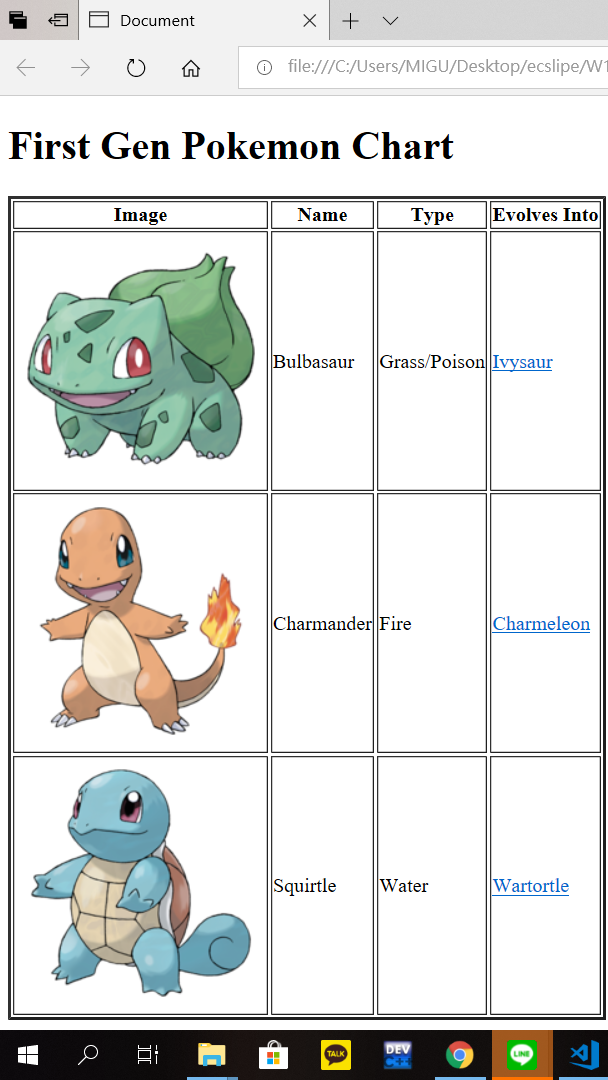 Document
file:///C:/Users/MIGU/Desktop/ecslipe/W1
First Gen Pokemon Chart
Image Name Type Evolves Into
Bulbasaur Grass/Poison Ivysaur
Charmander Fire Charmeleon
Squirtle Water Wartortle
TALK
DEV
C++
LINE